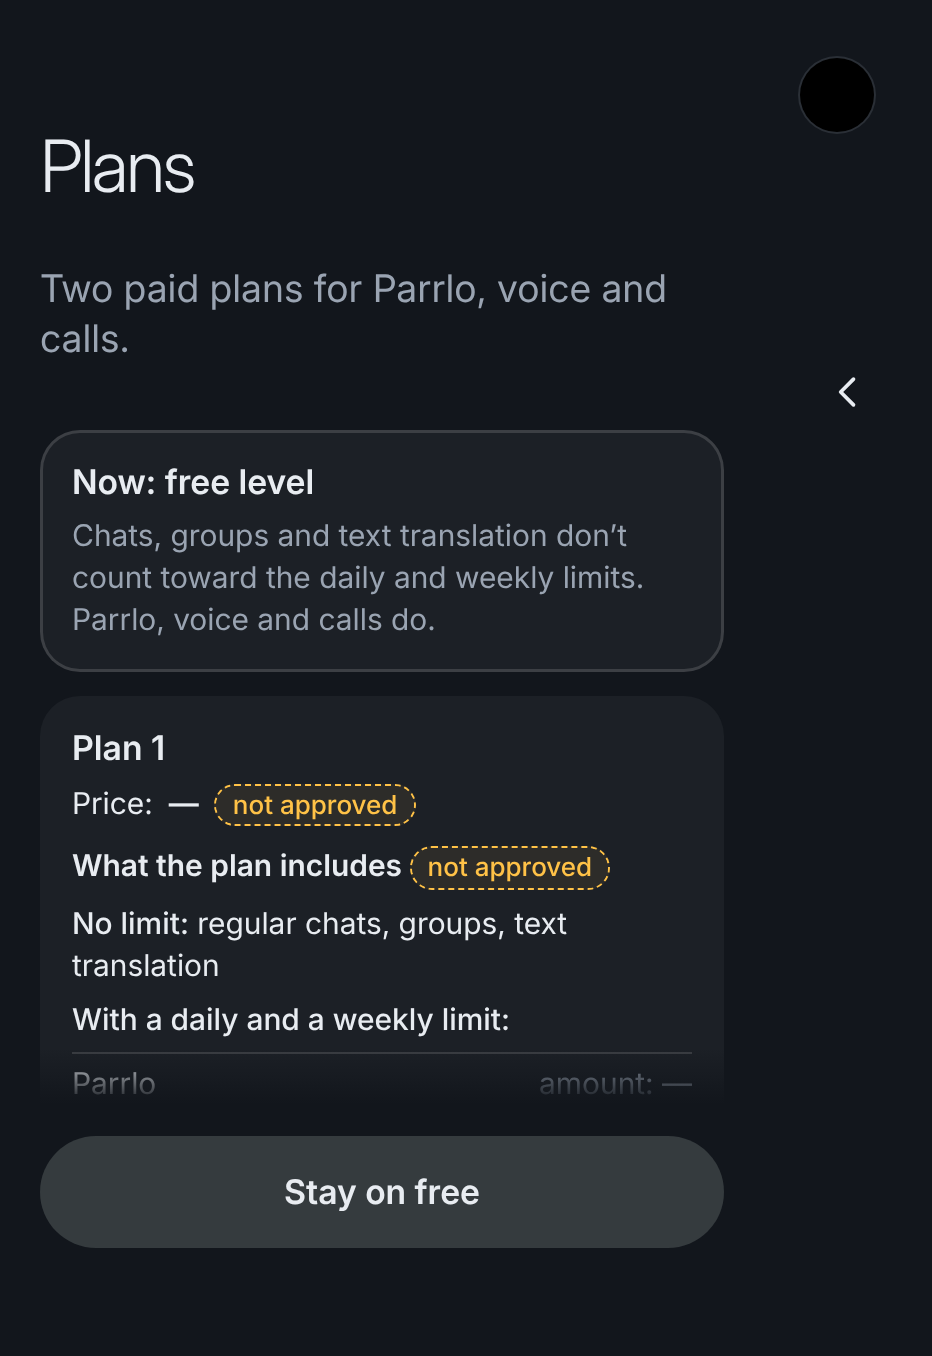 Plans
Two paid plans for Parrlo, voice and
calls.
Now: free level
Chats, groups and text translation don’t
count toward the daily and weekly limits.
Parrlo, voice and calls do.
Plan 1
Price: — not approved
What the plan includes not approved
No limit: regular chats, groups, text
translation
With a daily and a weekly limit:
Parrlo amount: —
Stay on free